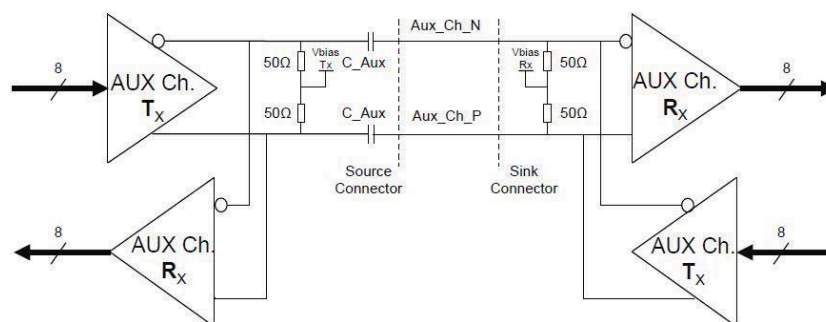 Aux_Ch_N
8
AUX Ch.
TX
50Ω
Vbias
Tx
C_Aux
50Ω
C_Aux
Aux_Ch_P
Vbias
Rx
50Ω
50Ω
AUX Ch.
RX
8
Source
Connector
Sink
Connector
8
AUX Ch.
RX
AUX Ch.
TX
8